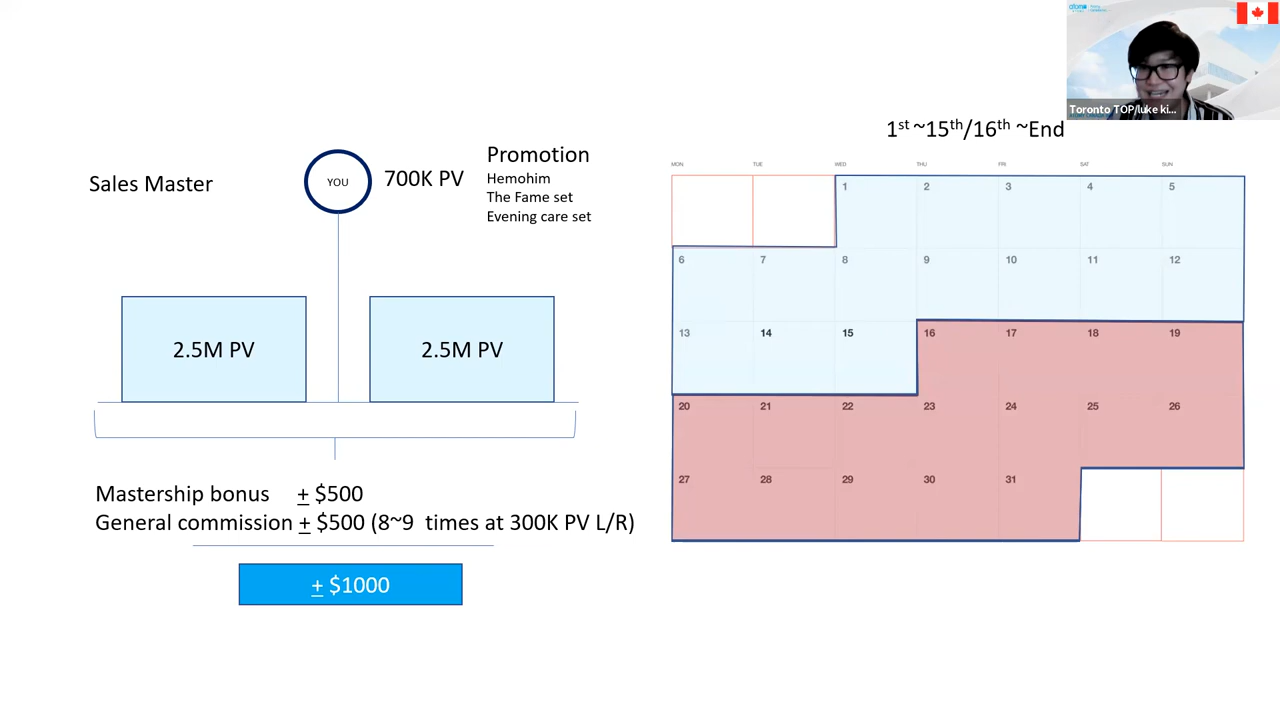 Toronto TOP/luke ki...
1st ~15th/16th ~End
Sales Master
YOU
700K PV
Promotion
Hemohim
The Fame set
Evening care set
2.5M PV
2.5M PV
Mastership bonus ± $500
General commission ± $500 (8~9 times at 300K PV L/R)
± $1000
MON TUE WED THU FRI SAT SUN
1 2 3 4 5
6 7 8 9 10 11 12
13 14 15 16 17 18 19
20 21 22 23 24 25 26
27 28 29 30 31